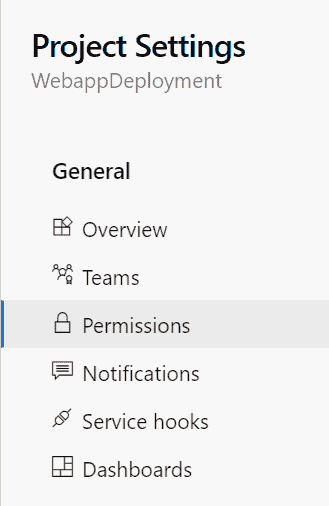 Project Settings
WebappDeployment
General
Overview
Teams
Permissions
Notifications
Service hooks
Dashboards